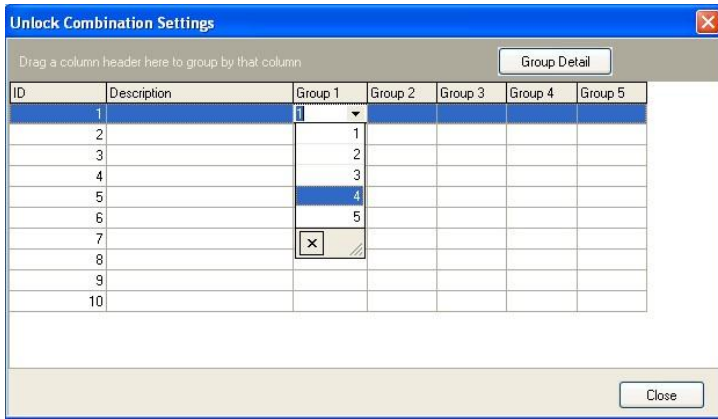 Unlock Combination Settings
Drag a column header here to group by that column
Group Detail
ID Description Group 1 Group 2 Group 3 Group 4 Group 5
1 1
2 1
3 2
4 3
5 4
6 5
7
8
9
10
Close